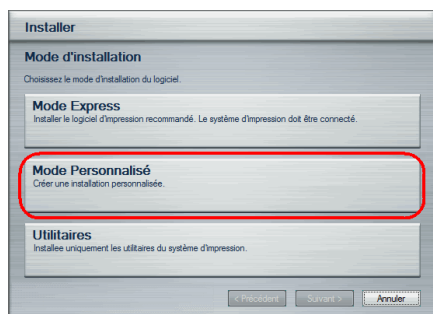 Installer
Mode d'installation
Choisissez le mode d'installation du logiciel.
Mode Express
Installer le logiciel d'impression recommandé. Le système d'impression doit être connecté.
Mode Personnalisé
Créer une installation personnalisée.
Utilitaires
Installee uniquement les utilitaires du système d'impression.
< Précédent Suivant > Annuler